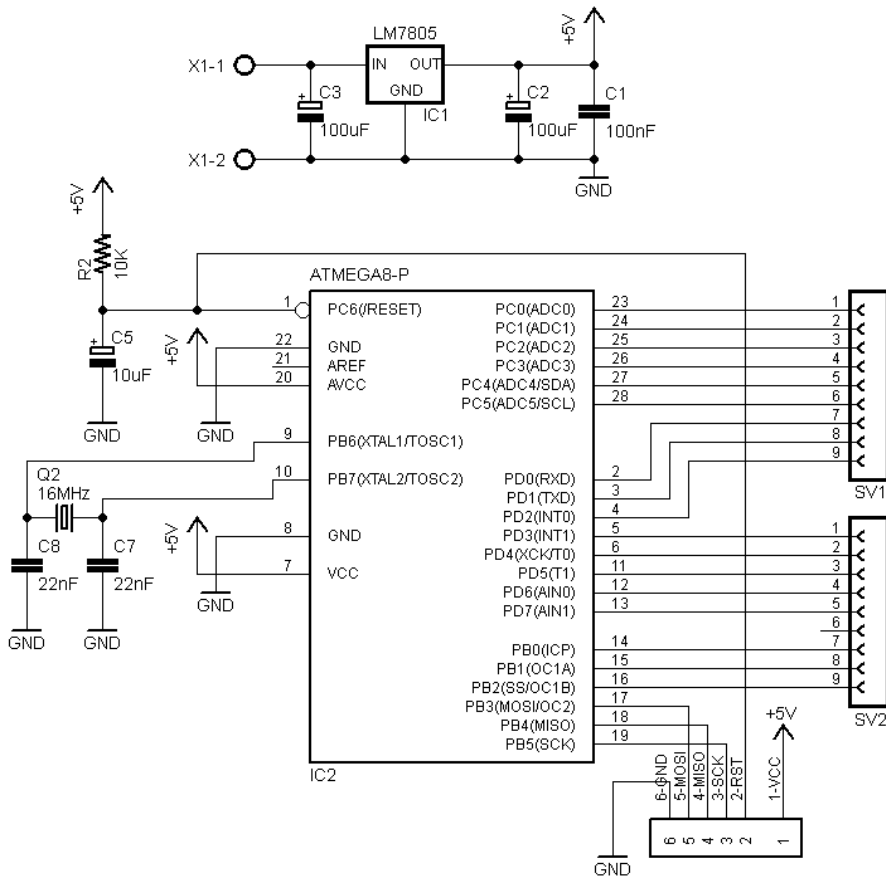 LM7805
+5V
X1-1
IN OUT
GND
IC1
+
C3
100uF
+
C2
100uF
C1
100nF
X1-2
GND
+5V
R2
10K
ATMEGA8-P
1 PC6(/RESET)
+
C5
10uF
GND
+5V
22 GND
21 AREF
20 AVCC
GND
9 PB6(XTAL1/TOSC1)
10 PB7(XTAL2/TOSC2)
Q2
16MHz
C8
22nF
C7
22nF
GND
GND
+5V
8 GND
7 VCC
GND
IC2
PC0(ADC0) 23 1
PC1(ADC1) 24 2
PC2(ADC2) 25 3
PC3(ADC3) 26 4
PC4(ADC4/SDA) 27 5
PC5(ADC5/SCL) 28 6
7
8
9
SV1
PD0(RXD) 2
PD1(TXD) 3
PD2(INT0) 4
PD3(INT1) 5 1
PD4(XCK/T0) 6 2
PD5(T1) 11 3
PD6(AIN0) 12 4
PD7(AIN1) 13 5
6
PB0(ICP) 14 7
PB1(OC1A) 15 8
PB2(SS/OC1B) 16 9
PB3(MOSI/OC2) 17
PB4(MISO) 18
PB5(SCK) 19
SV2
+5V
6-GND
5-MOSI
4-MISO
3-SCK
2-RST
1-VCC
6 5 4 3 2 1
GND